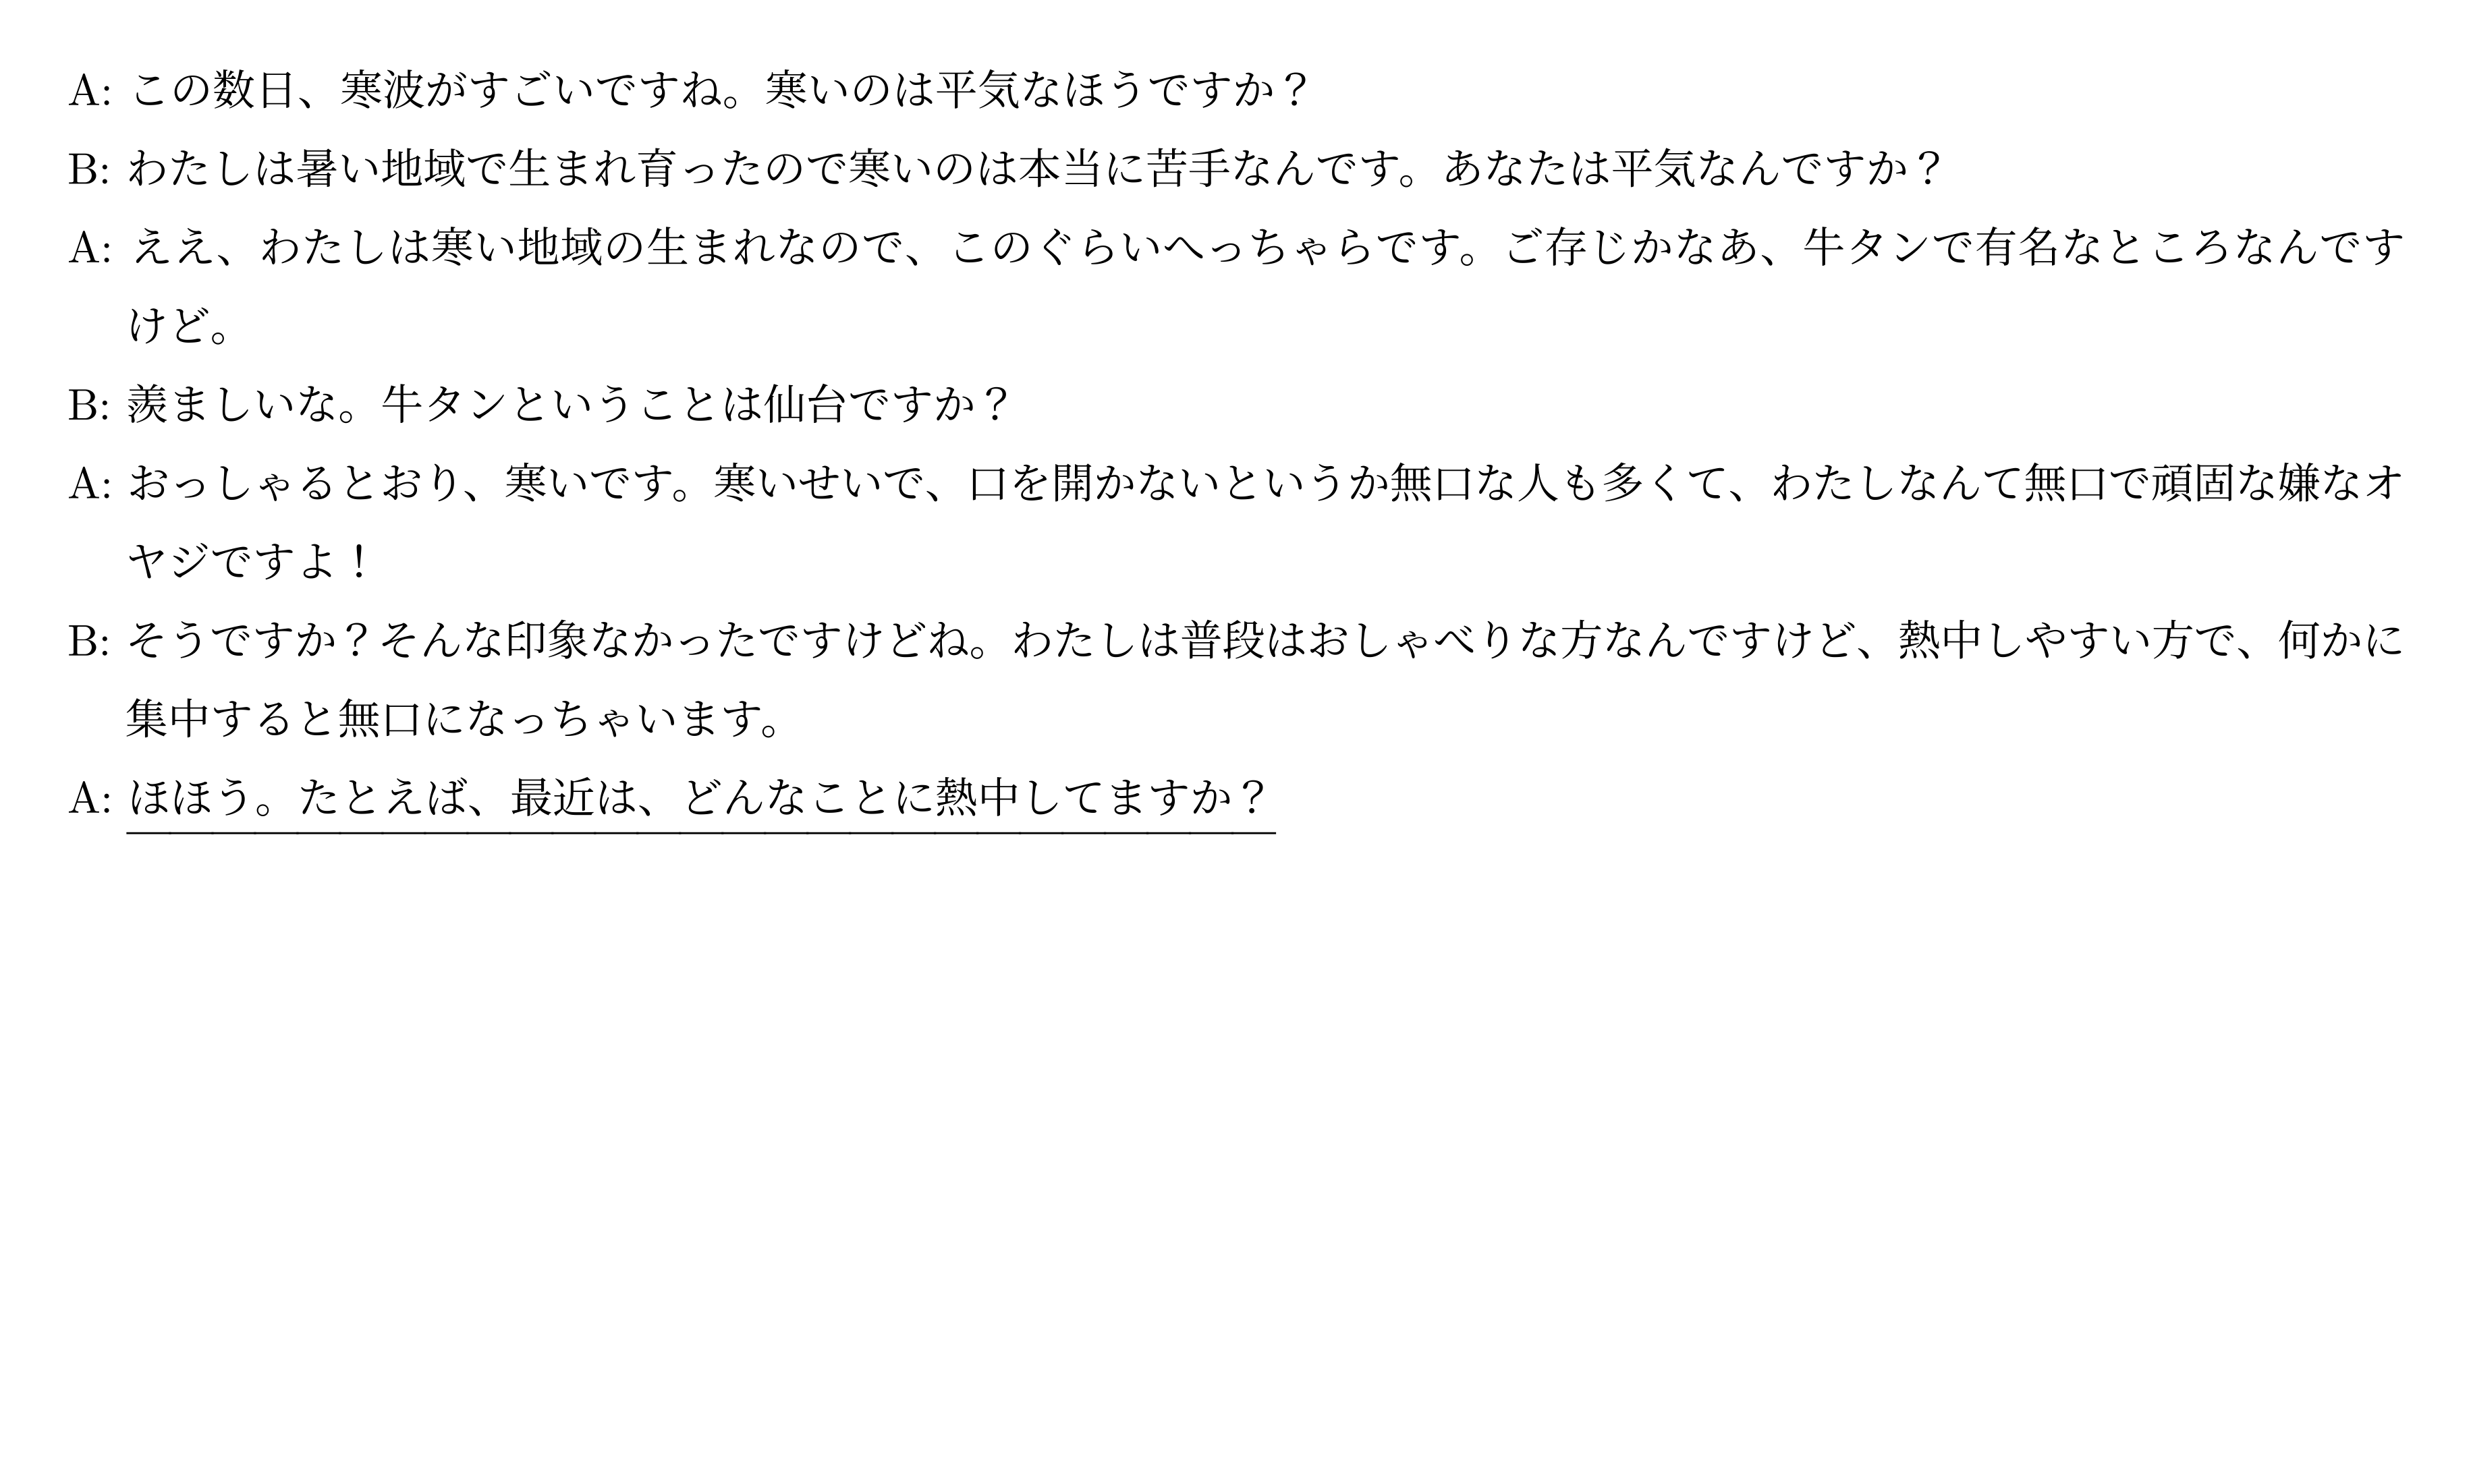 A: この数日、寒波がすごいですね。寒いのは平気なほうですか？
B: わたしは暑い地域で生まれ育ったので寒いのは本当に苦手なんです。あなたは平気なんですか？
A: ええ、わたしは寒い地域の生まれなので、このぐらいへっちゃらです。ご存じかなあ、牛タンで有名なところなんです
けど。
B: 羨ましいな。牛タンということは仙台ですか？
A: おっしゃるとおり、寒いです。寒いせいで、口を開かないというか無口な人も多くて、わたしなんて無口で頑固な嫌なオ
ヤジですよ！
B: そうですか？そんな印象なかったですけどね。わたしは普段はおしゃべりな方なんですけど、熱中しやすい方で、何かに
集中すると無口になっちゃいます。
A: ほほう。たとえば、最近は、どんなことに熱中してますか？